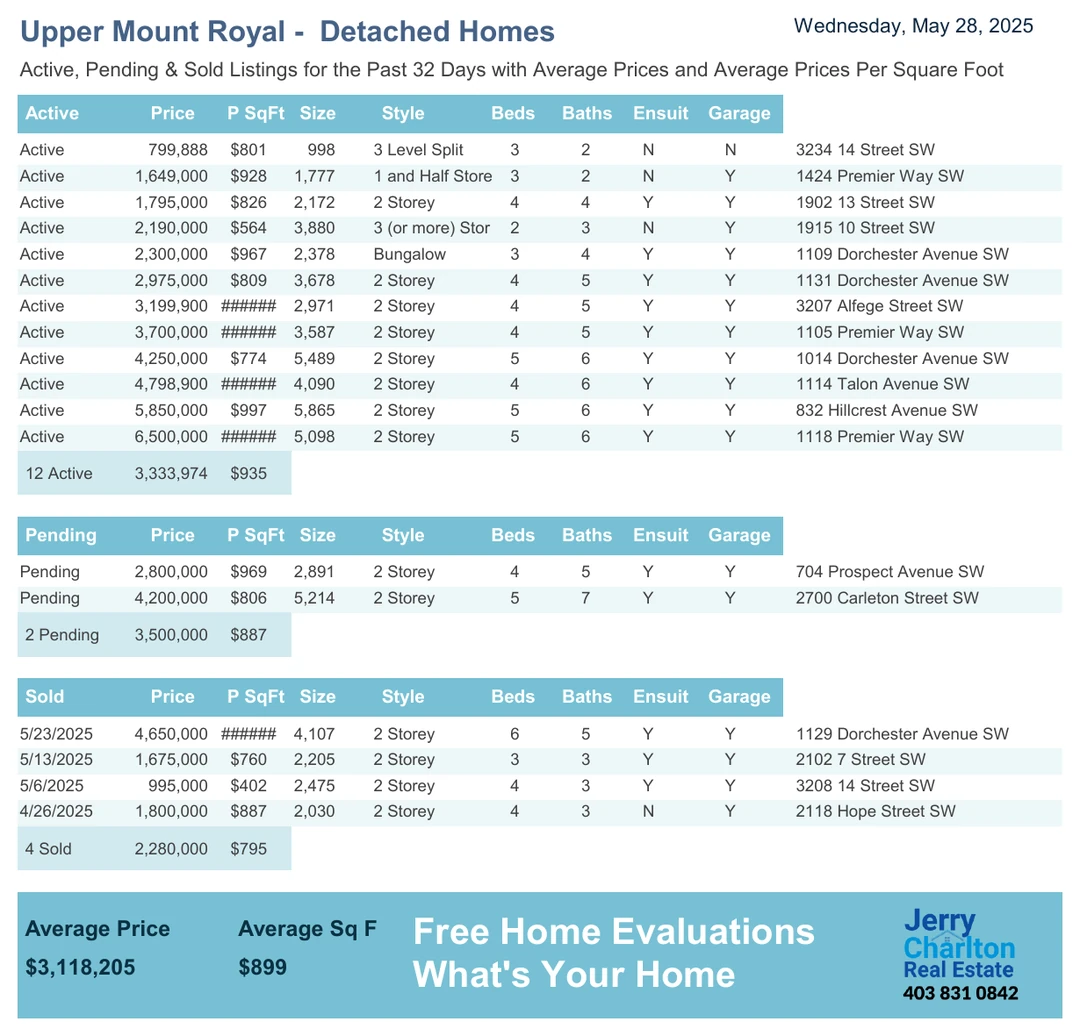 Upper Mount Royal -  Detached Homes
Wednesday, May 28, 2025
Active, Pending & Sold Listings for the Past 32 Days with Average Prices and Average Prices Per Square Foot
Active Price P SqFt Size Style Beds Baths Ensuit Garage
Active 799,888 $801 998 3 Level Split 3 2 N N 3234 14 Street SW
Active 1,649,000 $928 1,777 1 and Half Store 3 2 N Y 1424 Premier Way SW
Active 1,795,000 $826 2,172 2 Storey 4 4 Y Y 1902 13 Street SW
Active 2,190,000 $564 3,880 3 (or more) Stor 2 3 N Y 1915 10 Street SW
Active 2,300,000 $967 2,378 Bungalow 3 4 Y Y 1109 Dorchester Avenue SW
Active 2,975,000 $809 3,678 2 Storey 4 5 Y Y 1131 Dorchester Avenue SW
Active 3,199,900 ###### 2,971 2 Storey 4 5 Y Y 3207 Alfege Street SW
Active 3,700,000 ###### 3,587 2 Storey 4 5 Y Y 1105 Premier Way SW
Active 4,250,000 $774 5,489 2 Storey 5 6 Y Y 1014 Dorchester Avenue SW
Active 4,798,900 ###### 4,090 2 Storey 4 6 Y Y 1114 Talon Avenue SW
Active 5,850,000 $997 5,865 2 Storey 5 6 Y Y 832 Hillcrest Avenue SW
Active 6,500,000 ###### 5,098 2 Storey 5 6 Y Y 1118 Premier Way SW
12 Active 3,333,974 $935
Pending Price P SqFt Size Style Beds Baths Ensuit Garage
Pending 2,800,000 $969 2,891 2 Storey 4 5 Y Y 704 Prospect Avenue SW
Pending 4,200,000 $806 5,214 2 Storey 5 7 Y Y 2700 Carleton Street SW
2 Pending 3,500,000 $887
Sold Price P SqFt Size Style Beds Baths Ensuit Garage
5/23/2025 4,650,000 ###### 4,107 2 Storey 6 5 Y Y 1129 Dorchester Avenue SW
5/13/2025 1,675,000 $760 2,205 2 Storey 3 3 Y Y 2102 7 Street SW
5/6/2025 995,000 $402 2,475 2 Storey 4 3 Y Y 3208 14 Street SW
4/26/2025 1,800,000 $887 2,030 2 Storey 4 3 N Y 2118 Hope Street SW
4 Sold 2,280,000 $795
Average Price Average Sq F
$3,118,205 $899
Free Home Evaluations
What's Your Home
Jerry
Charlton
Real Estate
403 831 0842